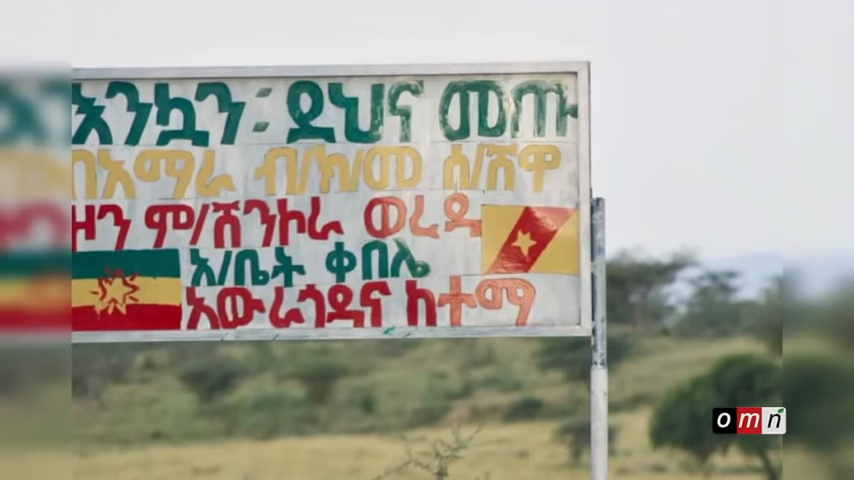 እንኳን : ደህና መጡ
በአማራ ብ/ክ/መ ሰ/ሸዋ
ዞን ም/ሸንኮራ ወረዳ
አ/ቤት ቀበሌ
አውራጎዳና ከተማ
omn